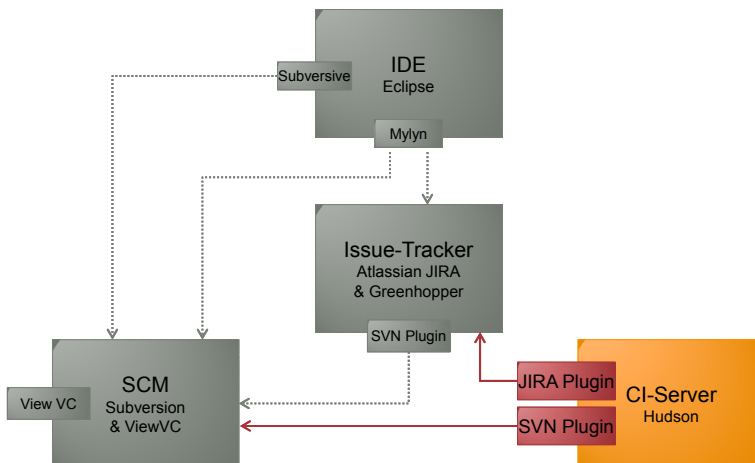 IDE
Eclipse
Subversive
Mylyn
Issue-Tracker
Atlassian JIRA
& Greenhopper
SVN Plugin
SCM
Subversion
& ViewVC
View VC
JIRA Plugin
SVN Plugin
CI-Server
Hudson